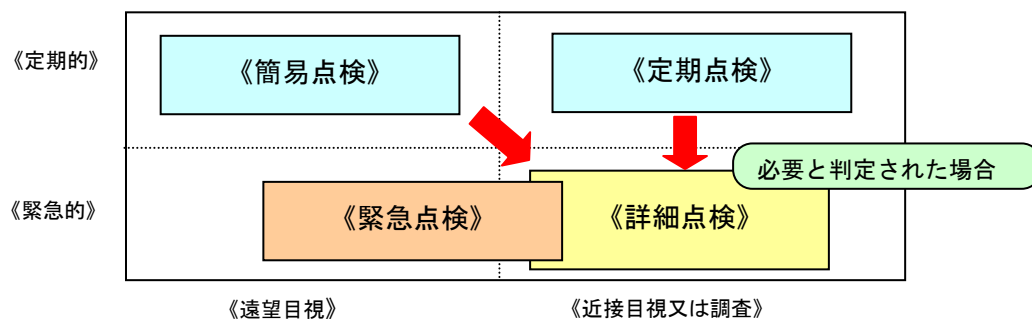 《定期的》
《簡易点検》
《定期点検》
必要と判定された場合
《緊急的》
《緊急点検》
《詳細点検》
《遠望目視》
《近接目視又は調査》